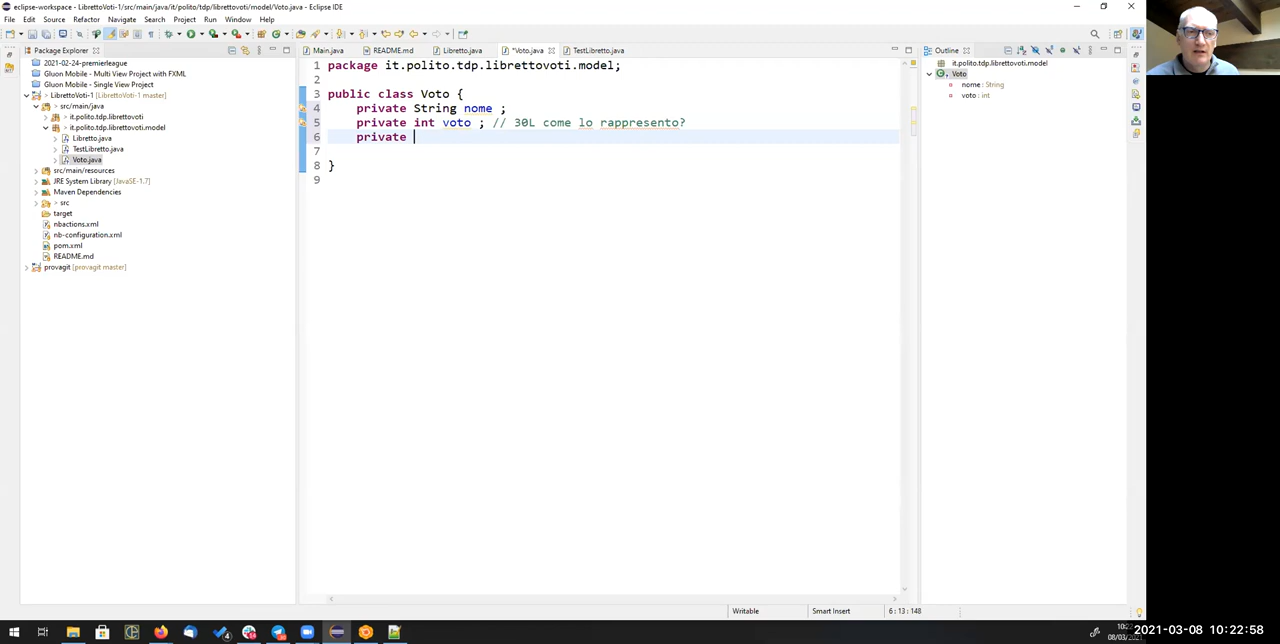 eclipse-workspace - LibrettoVoti-1/src/main/java/it/polito/tdp/librettovoti/model/Voto.java - Eclipse IDE
File Edit Source Refactor Navigate Search Project Run Window Help
Package Explorer
Main.java README.md Libretto.java *Voto.java TestLibretto.java
Outline
2021-02-24-premierleague
Gluon Mobile - Multi View Project with FXML
Gluon Mobile - Single View Project
> LibrettoVoti-1 [LibrettoVoti-1 master]
> src/main/java
> it.polito.tdp.librettovoti
> it.polito.tdp.librettovoti.model
Libretto.java
TestLibretto.java
Voto.java
src/main/resources
JRE System Library [JavaSE-1.7]
Maven Dependencies
> src
target
nbactions.xml
nb-configuration.xml
pom.xml
README.md
provagit [provagit master]
1 package it.polito.tdp.librettovoti.model;
2
3 public class Voto {
4 private String nome ;
5 private int voto ; // 30L come lo rappresento?
6 private
7
8 }
9
it.polito.tdp.librettovoti.model
Voto
nome : String
voto : int
Writable Smart Insert 6 : 13 : 148
2021-03-08 10:22:58